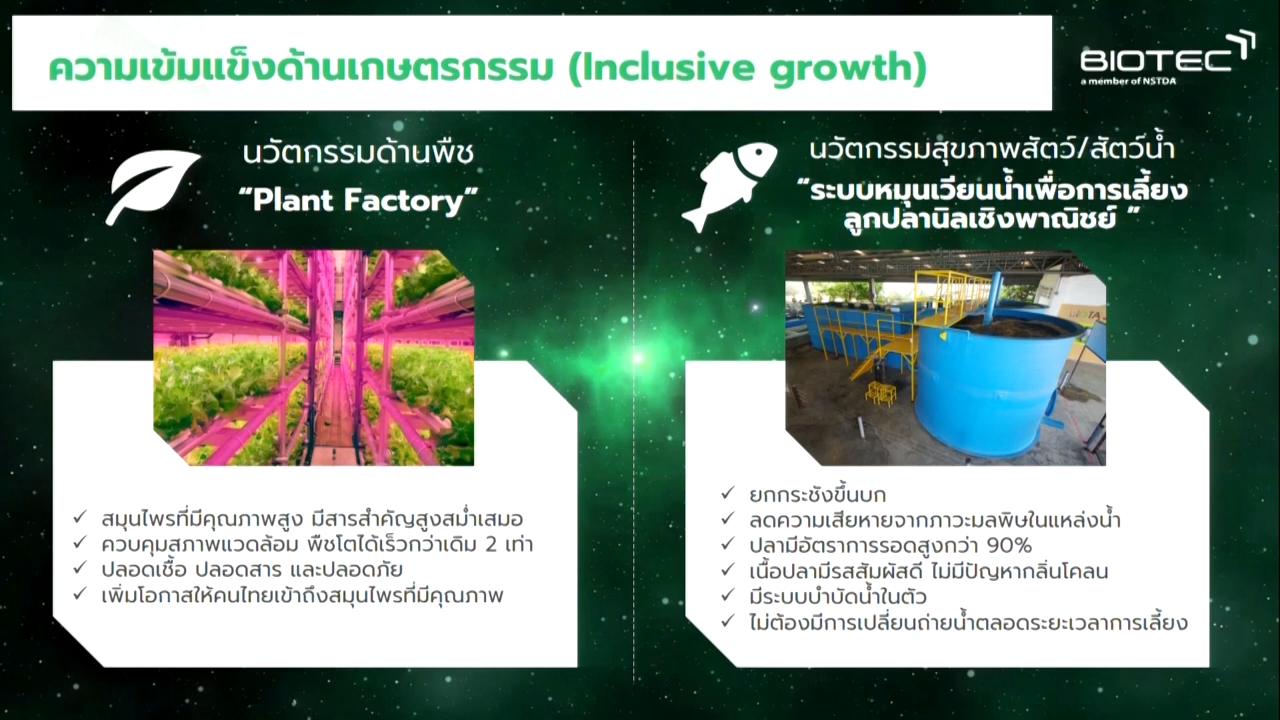 ความเข้มแข็งด้านเกษตรกรรม (Inclusive growth)
BIOTEC
a member of NSTDA
นวัตกรรมด้านพืช
“Plant Factory”
✓ สมุนไพรที่มีคุณภาพสูง มีสารสำคัญสูงสม่ำเสมอ
✓ ควบคุมสภาพแวดล้อม พืชโตได้เร็วกว่าเดิม 2 เท่า
✓ ปลอดเชื้อ ปลอดสาร และปลอดภัย
✓ เพิ่มโอกาสให้คนไทยเข้าถึงสมุนไพรที่มีคุณภาพ
นวัตกรรมสุขภาพสัตว์/สัตว์น้ำ
“ระบบหมุนเวียนน้ำเพื่อการเลี้ยง
ลูกปลานิลเชิงพาณิชย์ ”
✓ ยกกระชังขึ้นบก
✓ ลดความเสียหายจากภาวะมลพิษในแหล่งน้ำ
✓ ปลามีอัตราการรอดสูงกว่า 90%
✓ เนื้อปลามีรสสัมผัสดี ไม่มีปัญหากลิ่นโคลน
✓ มีระบบบำบัดน้ำในตัว
✓ ไม่ต้องมีการเปลี่ยนถ่ายน้ำตลอดระยะเวลาการเลี้ยง